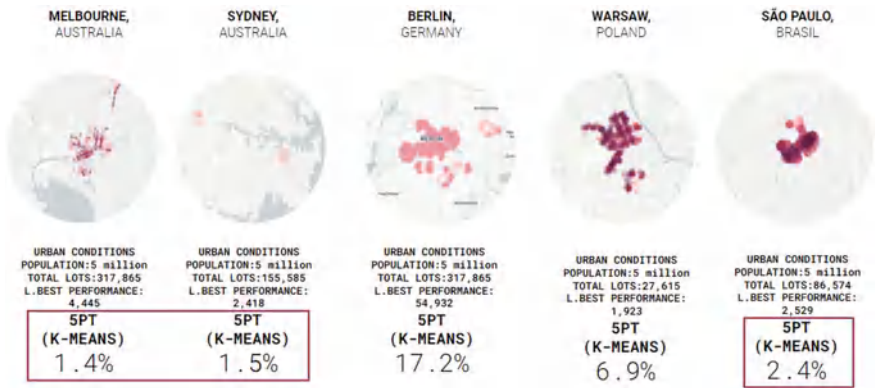 MELBOURNE,
AUSTRALIA
URBAN CONDITIONS
POPULATION:5 million
TOTAL LOTS:317,865
L.BEST PERFORMANCE:
4,445
5PT
(K-MEANS)
1.4%
SYDNEY,
AUSTRALIA
URBAN CONDITIONS
POPULATION:5 million
TOTAL LOTS:155,585
L.BEST PERFORMANCE:
2,418
5PT
(K-MEANS)
1.5%
BERLIN,
GERMANY
BERLIN
URBAN CONDITIONS
POPULATION:5 million
TOTAL LOTS:317,865
L.BEST PERFORMANCE:
54,932
5PT
(K-MEANS)
17.2%
WARSAW,
POLAND
URBAN CONDITIONS
POPULATION:5 million
TOTAL LOTS:27,615
L.BEST PERFORMANCE:
1,923
5PT
(K-MEANS)
6.9%
SÃO PAULO,
BRASIL
URBAN CONDITIONS
POPULATION:5 million
TOTAL LOTS:86,574
L.BEST PERFORMANCE:
2,529
5PT
(K-MEANS)
2.4%